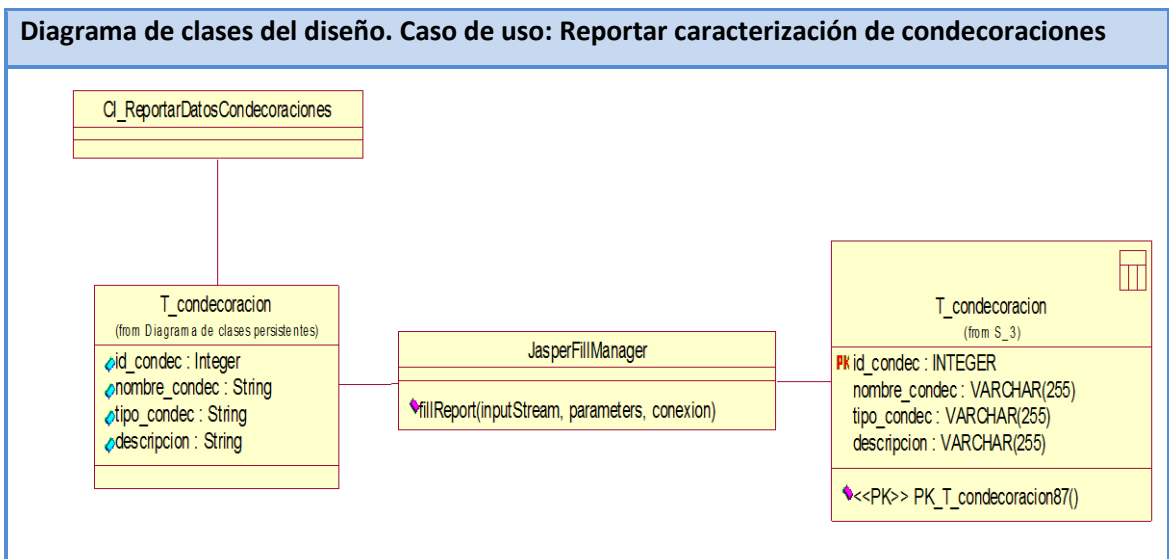 Diagrama de clases del diseño. Caso de uso: Reportar caracterización de condecoraciones
CI_ReportarDatosCondecoraciones
T_condecoracion
(from Diagrama de clases persistentes)
id_condec : Integer
nombre_condec : String
tipo_condec : String
descripcion : String
JasperFillManager
fillReport(inputStream, parameters, conexion)
T_condecoracion
(from S_3)
PK id_condec : INTEGER
nombre_condec : VARCHAR(255)
tipo_condec : VARCHAR(255)
descripcion : VARCHAR(255)
<<PK>> PK_T_condecoracion87()